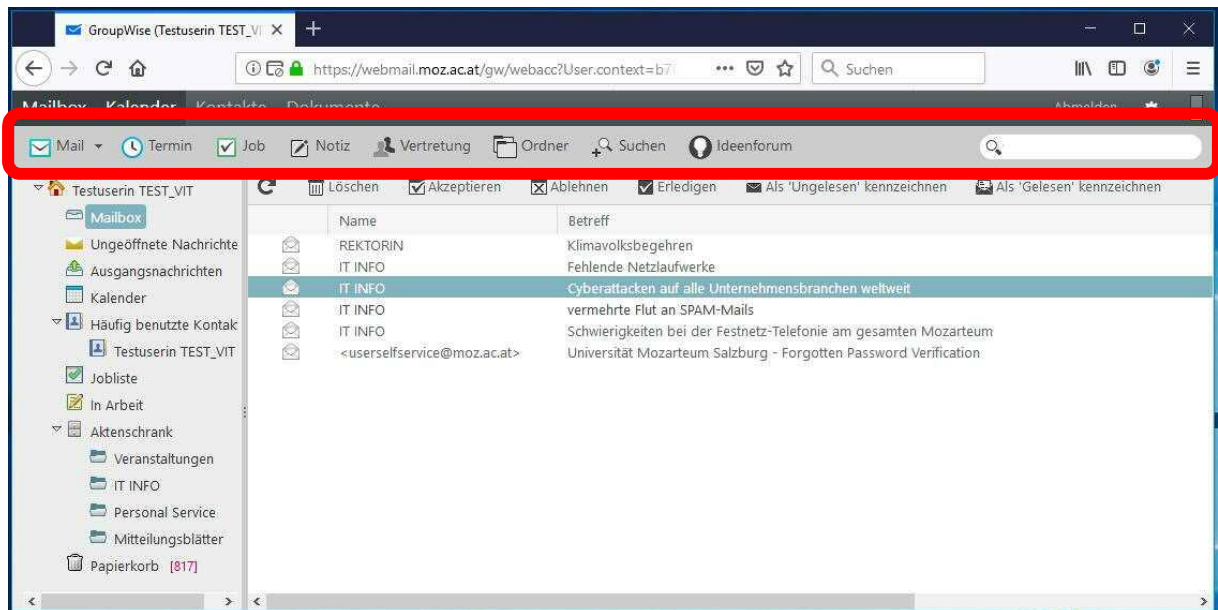 GroupWise (Testuserin TEST_VI
https://webmail.moz.ac.at/gw/webacc?User.context=b7
Suchen
Mailbox Kalender Kontakte Dokumente Abmelden
Mail Termin Job Notiz Vertretung Ordner Suchen Ideenforum
Testuserin TEST_VIT
Löschen Akzeptieren Ablehnen Erledigen Als 'Ungelesen' kennzeichnen Als 'Gelesen' kennzeichnen
Mailbox
Ungeöffnete Nachrichte
Ausgangsnachrichten
Kalender
Häufig benutzte Kontak
Testuserin TEST_VIT
Jobliste
In Arbeit
Aktenschrank
Veranstaltungen
IT INFO
Personal Service
Mitteilungsblätter
Papierkorb [817]
Name Betreff
REKTORIN Klimavolksbegehren
IT INFO Fehlende Netzlaufwerke
IT INFO Cyberattacken auf alle Unternehmensbranchen weltweit
IT INFO vermehrte Flut an SPAM-Mails
IT INFO Schwierigkeiten bei der Festnetz-Telefonie am gesamten Mozarteum
<userselfservice@moz.ac.at> Universität Mozarteum Salzburg - Forgotten Password Verification